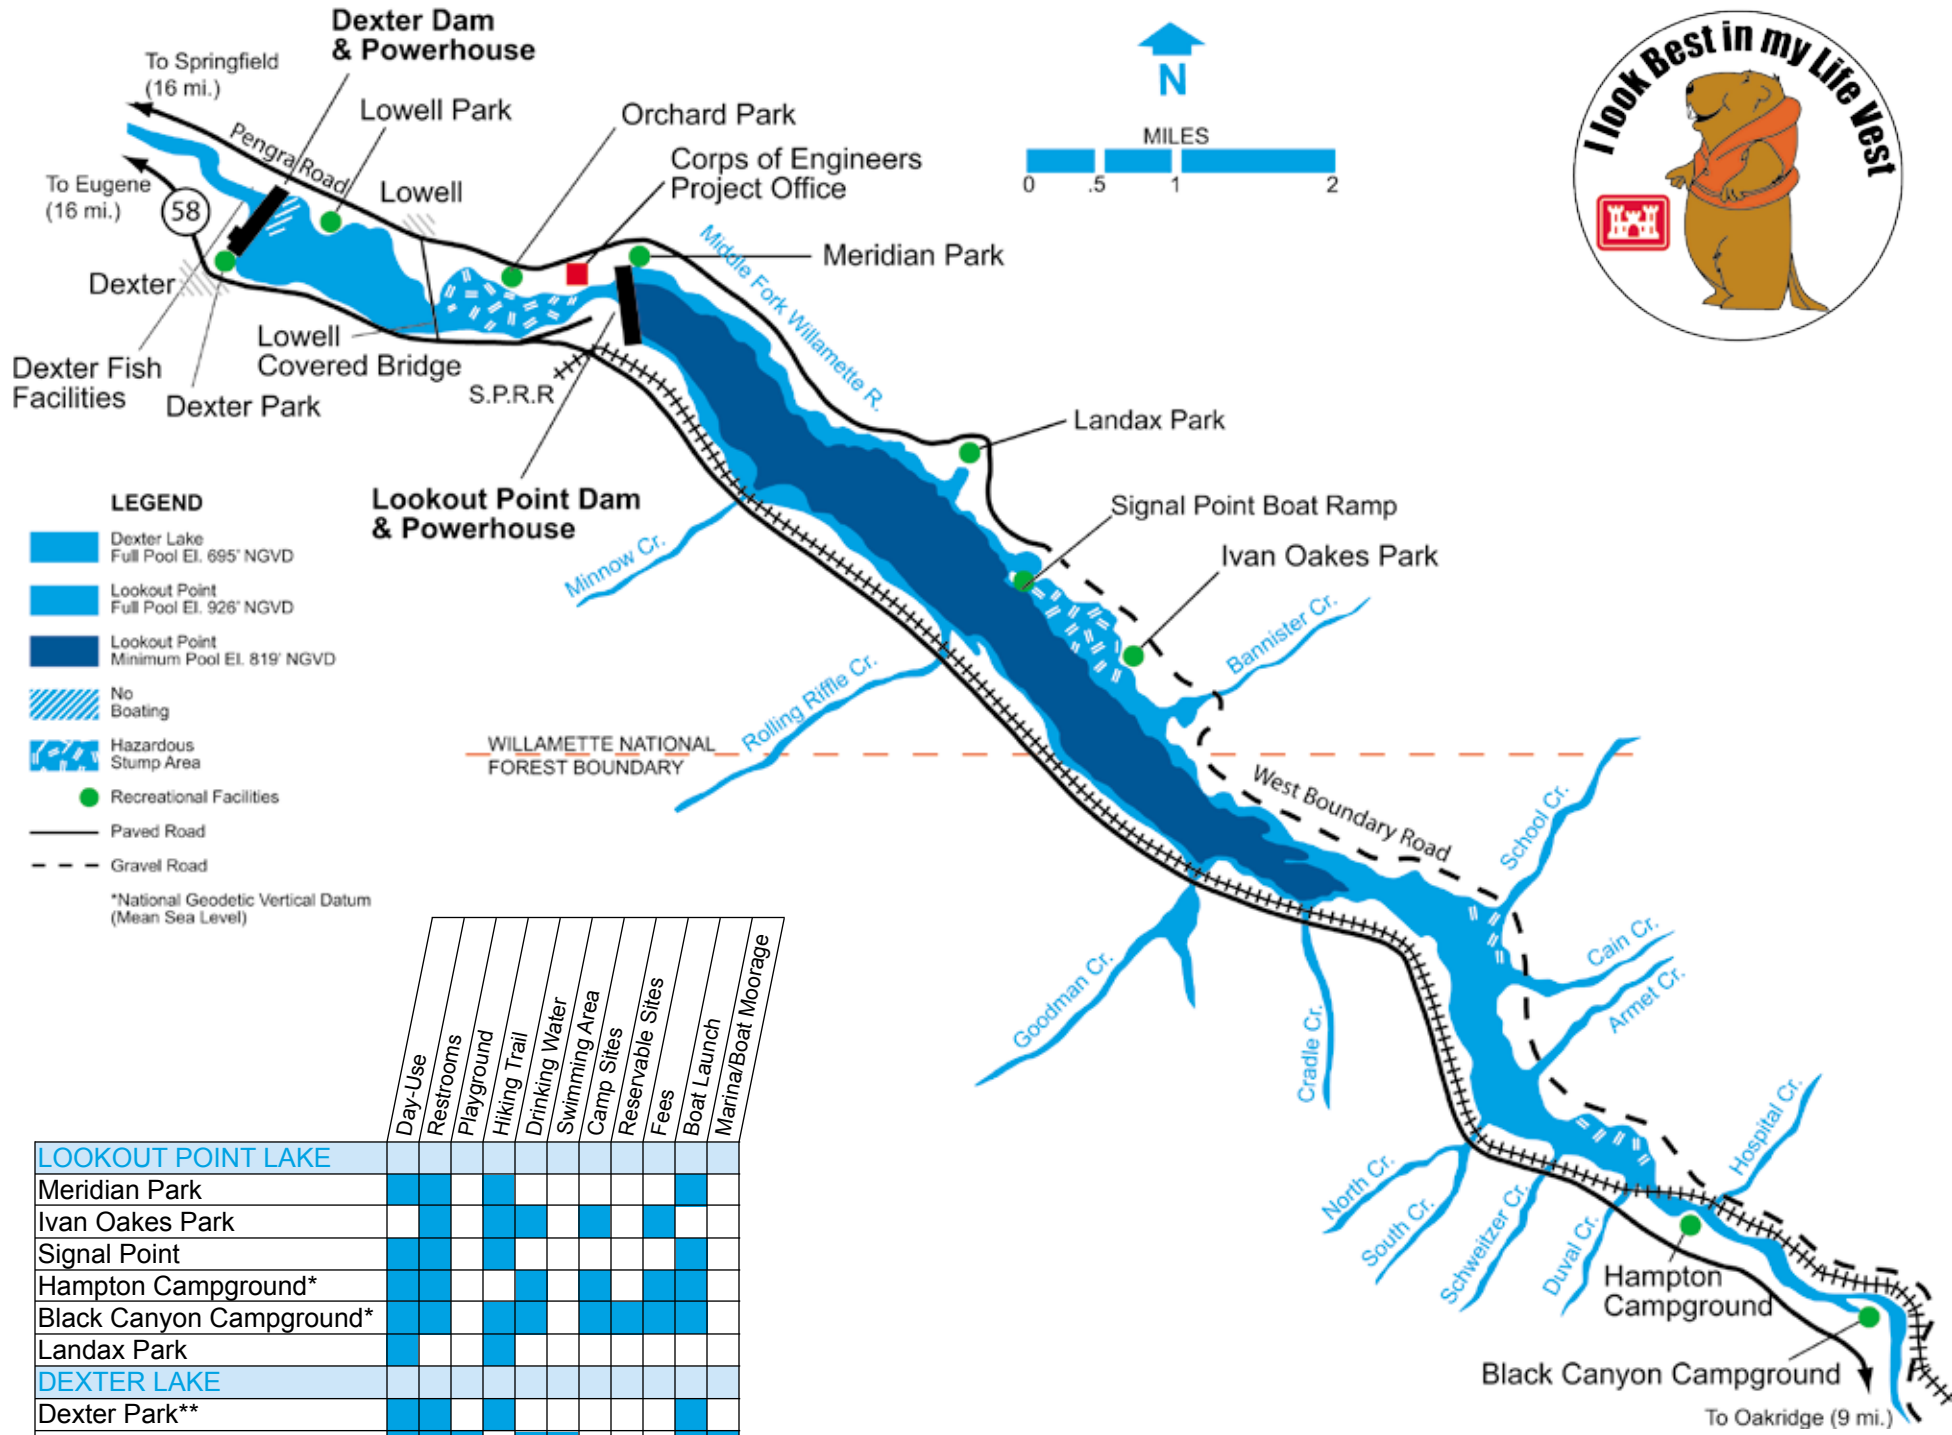 Dexter Dam
& Powerhouse
To Springfield
(16 mi.)
Lowell Park
Orchard Park
Corps of Engineers
Project Office
Pengra Road
Lowell
To Eugene
(16 mi.)
58
Meridian Park
Middle Fork Willamette R.
Dexter
Lowell
Covered Bridge
Dexter Fish
Facilities
Dexter Park
S.P.R.R
Landax Park
Lookout Point Dam
& Powerhouse
Signal Point Boat Ramp
Ivan Oakes Park
Minnow Cr.
Bannister Cr.
Rolling Riffle Cr.
WILLAMETTE NATIONAL
FOREST BOUNDARY
West Boundary Road
School Cr.
Cain Cr.
Armet Cr.
Goodman Cr.
Cradle Cr.
Hospital Cr.
North Cr.
South Cr.
Schweitzer Cr.
Duval Cr.
Hampton
Campground
Black Canyon Campground
To Oakridge (9 mi.)
N
MILES
0 .5 1 2
I look Best in my Life Vest
LEGEND
Dexter Lake
Full Pool El. 695' NGVD
Lookout Point
Full Pool El. 926' NGVD
Lookout Point
Minimum Pool El. 819' NGVD
No
Boating
Hazardous
Stump Area
Recreational Facilities
Paved Road
Gravel Road
*National Geodetic Vertical Datum
(Mean Sea Level)
Day-Use
Restrooms
Playground
Hiking Trail
Drinking Water
Swimming Area
Camp Sites
Reservable Sites
Fees
Boat Launch
Marina/Boat Moorage
LOOKOUT POINT LAKE
Meridian Park
Ivan Oakes Park
Signal Point
Hampton Campground*
Black Canyon Campground*
Landax Park
DEXTER LAKE
Dexter Park**